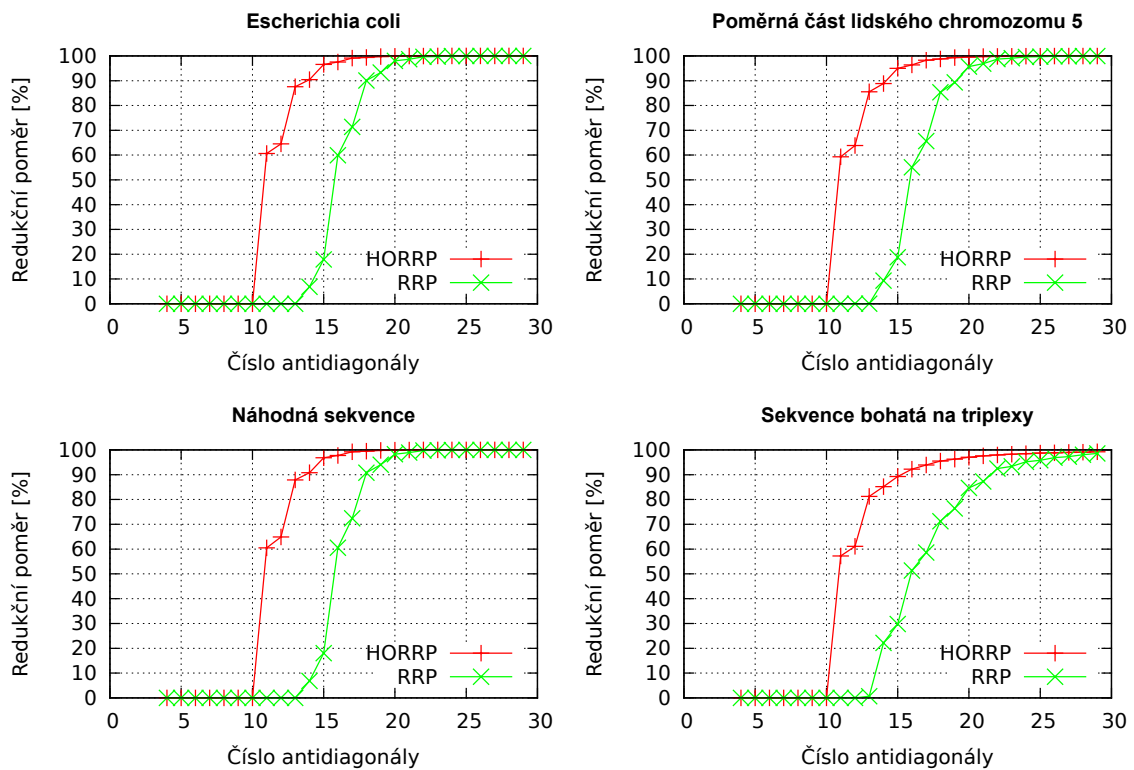 Escherichia coli
Redukční poměr [%]
100
90
80
70
60
50
40
30
20
10
0
HORRP
RRP
0 5 10 15 20 25 30
Číslo antidiagonály
Poměrná část lidského chromozomu 5
Redukční poměr [%]
100
90
80
70
60
50
40
30
20
10
0
HORRP
RRP
0 5 10 15 20 25 30
Číslo antidiagonály
Náhodná sekvence
Redukční poměr [%]
100
90
80
70
60
50
40
30
20
10
0
HORRP
RRP
0 5 10 15 20 25 30
Číslo antidiagonály
Sekvence bohatá na triplexy
Redukční poměr [%]
100
90
80
70
60
50
40
30
20
10
0
HORRP
RRP
0 5 10 15 20 25 30
Číslo antidiagonály